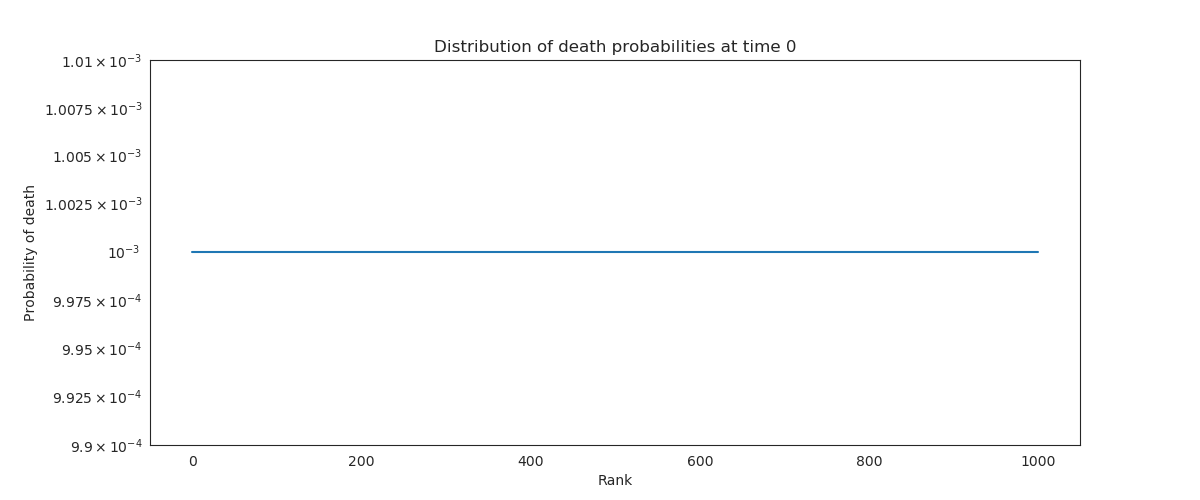 Distribution of death probabilities at time 0
1.01 × 10⁻³
1.0075 × 10⁻³
1.005 × 10⁻³
1.0025 × 10⁻³
10⁻³
9.975 × 10⁻⁴
9.95 × 10⁻⁴
9.925 × 10⁻⁴
9.9 × 10⁻⁴
Probability of death
0 200 400 600 800 1000
Rank